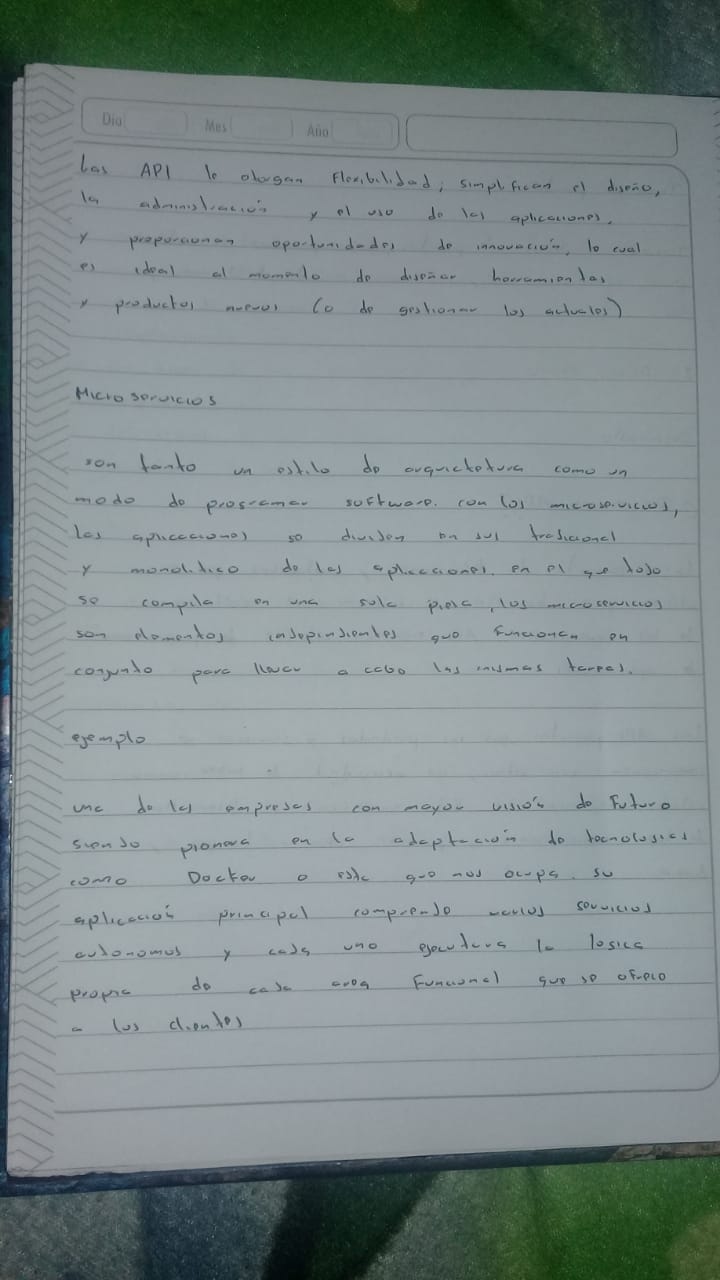 Día Mes Año
Las API le otorgan Flexibilidad, simplifican el diseño,
la administración y el uso de las aplicaciones,
y proporcionan oportunidades de innovación, lo cual
es ideal al momento de diseñar herramientas
y productos nuevos (o de gestionar los actuales)
Microservicios
son tanto un estilo de arquictetura como un
modo de programar software. con los microservicios,
las aplicaciones se dividen en sus tradicional
y monolitico de las aplicaciones, en el que todo
se compila en una sola pieza, los microservicios
son elementos independientes que funcionan en
conjunto para llevar a cabo las mismas tareas.
ejemplo
una de las empresas con mayor visión de Futuro
siendo pionera en la adaptación de tecnologias
como Docker o este que nos ocupa. su
aplicación principal comprende varios servicios
autonomos y cada uno ejecutara la logica
propia de cada area Funcional que se ofrece
a los clientes